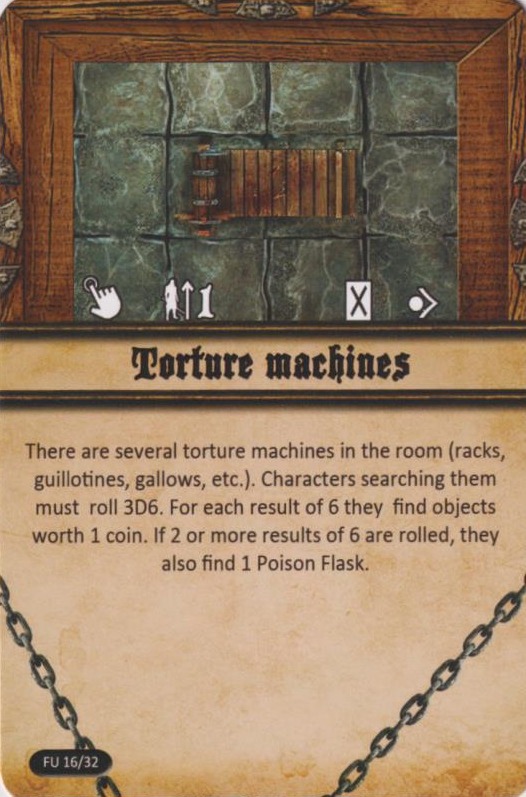 1
X
Torture machines
There are several torture machines in the room (racks,
guillotines, gallows, etc.). Characters searching them
must roll 3D6. For each result of 6 they find objects
worth 1 coin. If 2 or more results of 6 are rolled, they
also find 1 Poison Flask.
FU 16/32